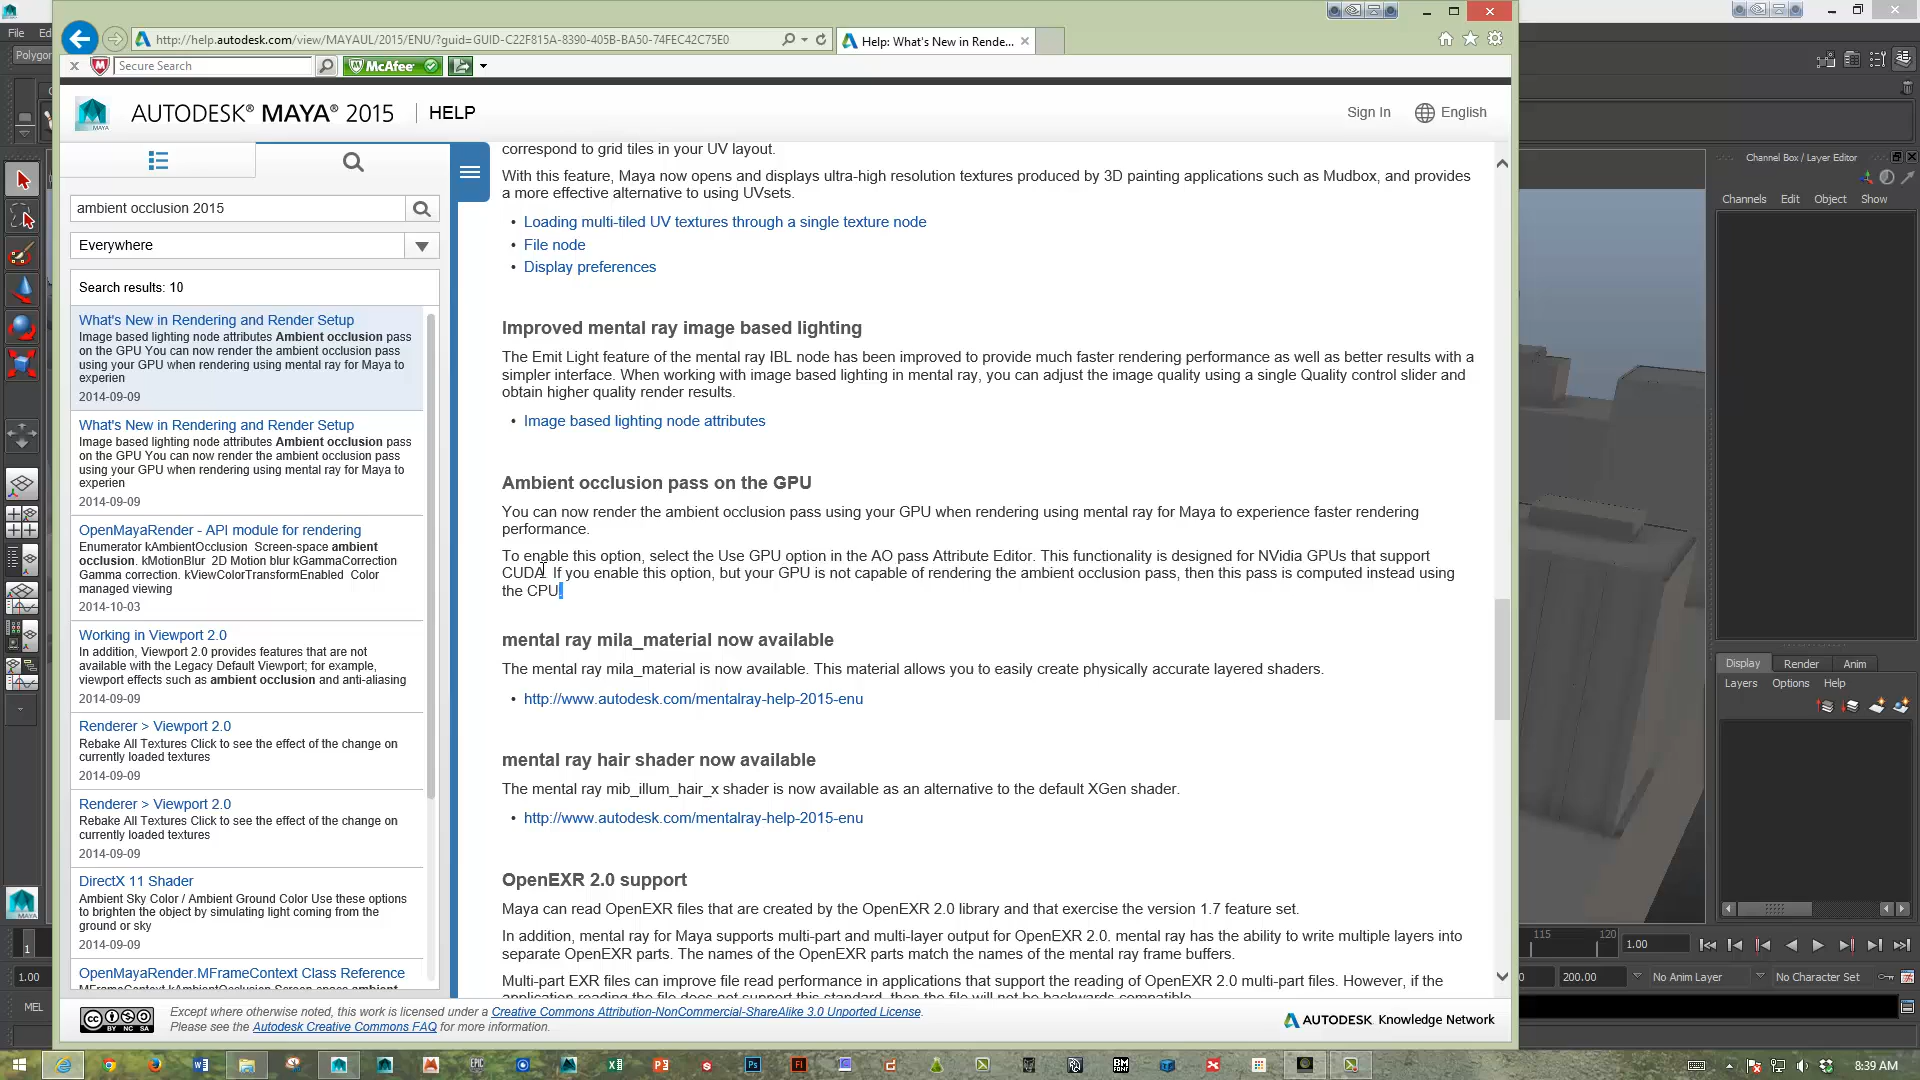 File Ed
http://help.autodesk.com/view/MAYAUL/2015/ENU/?guid=GUID-C22F815A-8390-405B-BA50-74FEC42C75E0
Help: What's New in Rende...
Polygon
Secure Search
McAfee
AUTODESK® MAYA® 2015 | HELP
Sign In English
Channel Box / Layer Editor
Channels Edit Object Show
ambient occlusion 2015
Everywhere
Search results: 10
What's New in Rendering and Render Setup
Image based lighting node attributes Ambient occlusion pass
on the GPU You can now render the ambient occlusion pass
using your GPU when rendering using mental ray for Maya to
experien
2014-09-09
What's New in Rendering and Render Setup
Image based lighting node attributes Ambient occlusion pass
on the GPU You can now render the ambient occlusion pass
using your GPU when rendering using mental ray for Maya to
experien
2014-09-09
OpenMayaRender - API module for rendering
Enumerator kAmbientOcclusion Screen-space ambient
occlusion. kMotionBlur 2D Motion blur kGammaCorrection
Gamma correction. kViewColorTransformEnabled Color
managed viewing
2014-10-03
Working in Viewport 2.0
In addition, Viewport 2.0 provides features that are not
available with the Legacy Default Viewport; for example,
viewport effects such as ambient occlusion and anti-aliasing
2014-09-09
Renderer > Viewport 2.0
Rebake All Textures Click to see the effect of the change on
currently loaded textures
2014-09-09
Renderer > Viewport 2.0
Rebake All Textures Click to see the effect of the change on
currently loaded textures
2014-09-09
DirectX 11 Shader
Ambient Sky Color / Ambient Ground Color Use these options
to brighten the object by simulating light coming from the
ground or sky
2014-09-09
OpenMayaRender.MFrameContext Class Reference
MFrameContext kAmbientOcclusion Screen-space ambient
correspond to grid tiles in your UV layout.
With this feature, Maya now opens and displays ultra-high resolution textures produced by 3D painting applications such as Mudbox, and provides
a more effective alternative to using UVsets.
• Loading multi-tiled UV textures through a single texture node
• File node
• Display preferences
Improved mental ray image based lighting
The Emit Light feature of the mental ray IBL node has been improved to provide much faster rendering performance as well as better results with a
simpler interface. When working with image based lighting in mental ray, you can adjust the image quality using a single Quality control slider and
obtain higher quality render results.
• Image based lighting node attributes
Ambient occlusion pass on the GPU
You can now render the ambient occlusion pass using your GPU when rendering using mental ray for Maya to experience faster rendering
performance.
To enable this option, select the Use GPU option in the AO pass Attribute Editor. This functionality is designed for NVidia GPUs that support
CUDA. If you enable this option, but your GPU is not capable of rendering the ambient occlusion pass, then this pass is computed instead using
the CPU.
mental ray mila_material now available
The mental ray mila_material is now available. This material allows you to easily create physically accurate layered shaders.
• http://www.autodesk.com/mentalray-help-2015-enu
mental ray hair shader now available
The mental ray mib_illum_hair_x shader is now available as an alternative to the default XGen shader.
• http://www.autodesk.com/mentalray-help-2015-enu
OpenEXR 2.0 support
Maya can read OpenEXR files that are created by the OpenEXR 2.0 library and that exercise the version 1.7 feature set.
In addition, mental ray for Maya supports multi-part and multi-layer output for OpenEXR 2.0. mental ray has the ability to write multiple layers into
separate OpenEXR parts. The names of the OpenEXR parts match the names of the mental ray frame buffers.
Multi-part EXR files can improve file read performance in applications that support the reading of OpenEXR 2.0 multi-part files. However, if the
application reading the file does not support this standard, then the file will not be backwards compatible.
Except where otherwise noted, this work is licensed under a Creative Commons Attribution-NonCommercial-ShareAlike 3.0 Unported License.
Please see the Autodesk Creative Commons FAQ for more information.
AUTODESK. Knowledge Network
Display Render Anim
Layers Options Help
MAYA
1
115 120 1.00
1.00
0 200.00 No Anim Layer No Character Set
MEL
8:39 AM